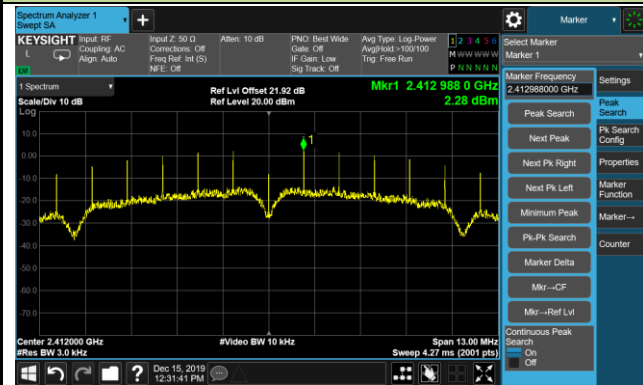 Spectrum Analyzer 1
Swept SA
Marker
KEYSIGHT Input: RF
Coupling: AC
Align: Auto
Input Z: 50 Ω
Corrections: Off
Freq Ref: Int (S)
NFE: Off
Atten: 10 dB
PNO: Best Wide
Gate: Off
IF Gain: Low
Sig Track: Off
Avg Type: Log-Power
Avg|Hold:>100/100
Trig: Free Run
1 2 3 4 5 6
M W W W W W
P N N N N N
L
LXI
Select Marker
Marker 1
1 Spectrum
Scale/Div 10 dB
Log
Ref Lvl Offset 21.92 dB
Ref Level 20.00 dBm
Mkr1 2.412 988 0 GHz
2.28 dBm
10.0
0.00
-10.0
-20.0
-30.0
-40.0
-50.0
-60.0
-70.0
1
Center 2.412000 GHz
#Res BW 3.0 kHz
#Video BW 10 kHz
Span 13.00 MHz
Sweep 4.27 ms (2001 pts)
Marker Frequency
2.412988000 GHz
Peak Search
Next Peak
Next Pk Right
Next Pk Left
Minimum Peak
Pk-Pk Search
Marker Delta
Mkr→CF
Mkr→Ref Lvl
Continuous Peak
Search
On
Off
Settings
Peak
Search
Pk Search
Config
Properties
Marker
Function
Marker→
Counter
?
Dec 15, 2019
12:31:41 PM